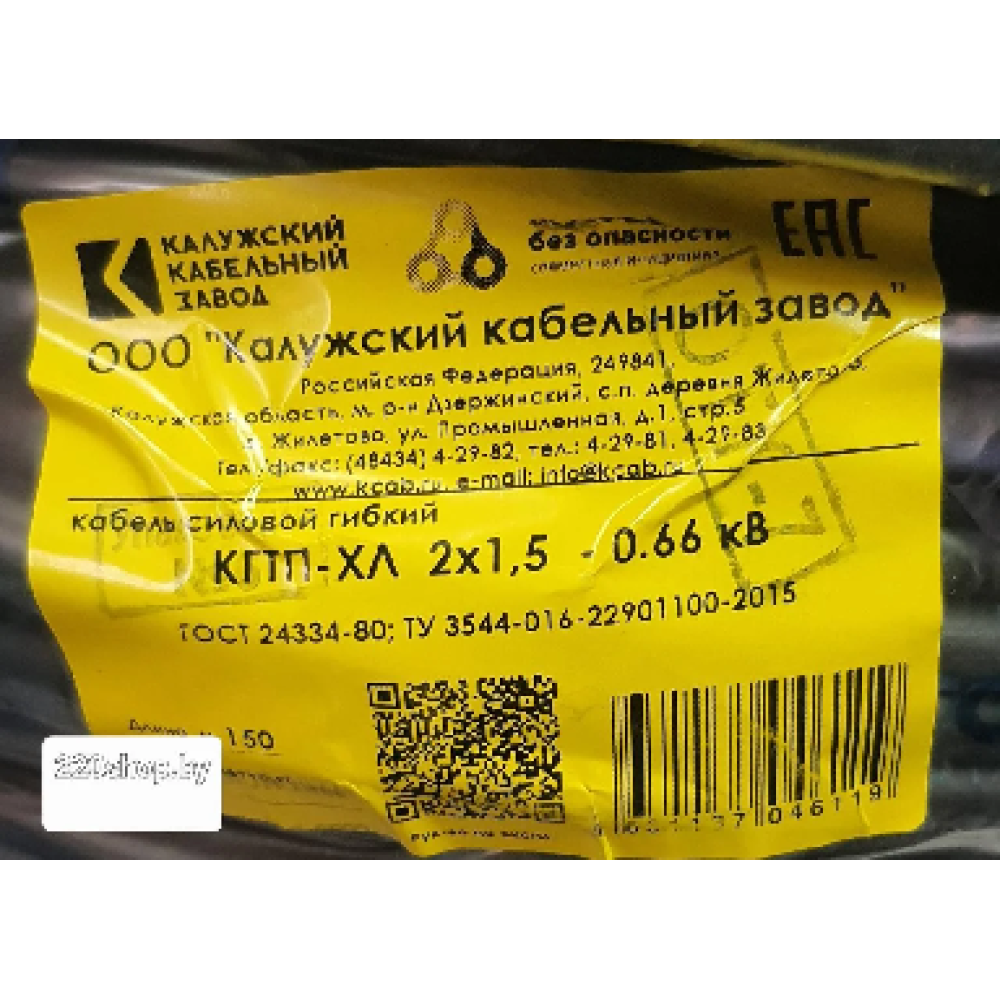 КАЛУЖСКИЙ
КАБЕЛЬНЫЙ
ЗАВОД
без опасности
ЕАС
ООО "Калужский кабельный завод"
Российская Федерация, 249841,
Калужская область, м. р-н Дзержинский, с.п. деревня Жилетово,
д. Жилетово, ул. Промышленная, д.1, стр.5
Тел./факс: (48434) 4-29-82, тел.: 4-29-81, 4-29-83
www.kcab.ru, e-mail: info@kcab.ru
кабель силовой гибкий
КГТП-ХЛ 2х1,5 - 0.66 кВ
ГОСТ 24334-80; ТУ 3544-016-22901100-2015
Длина 150
220shop.by
046119